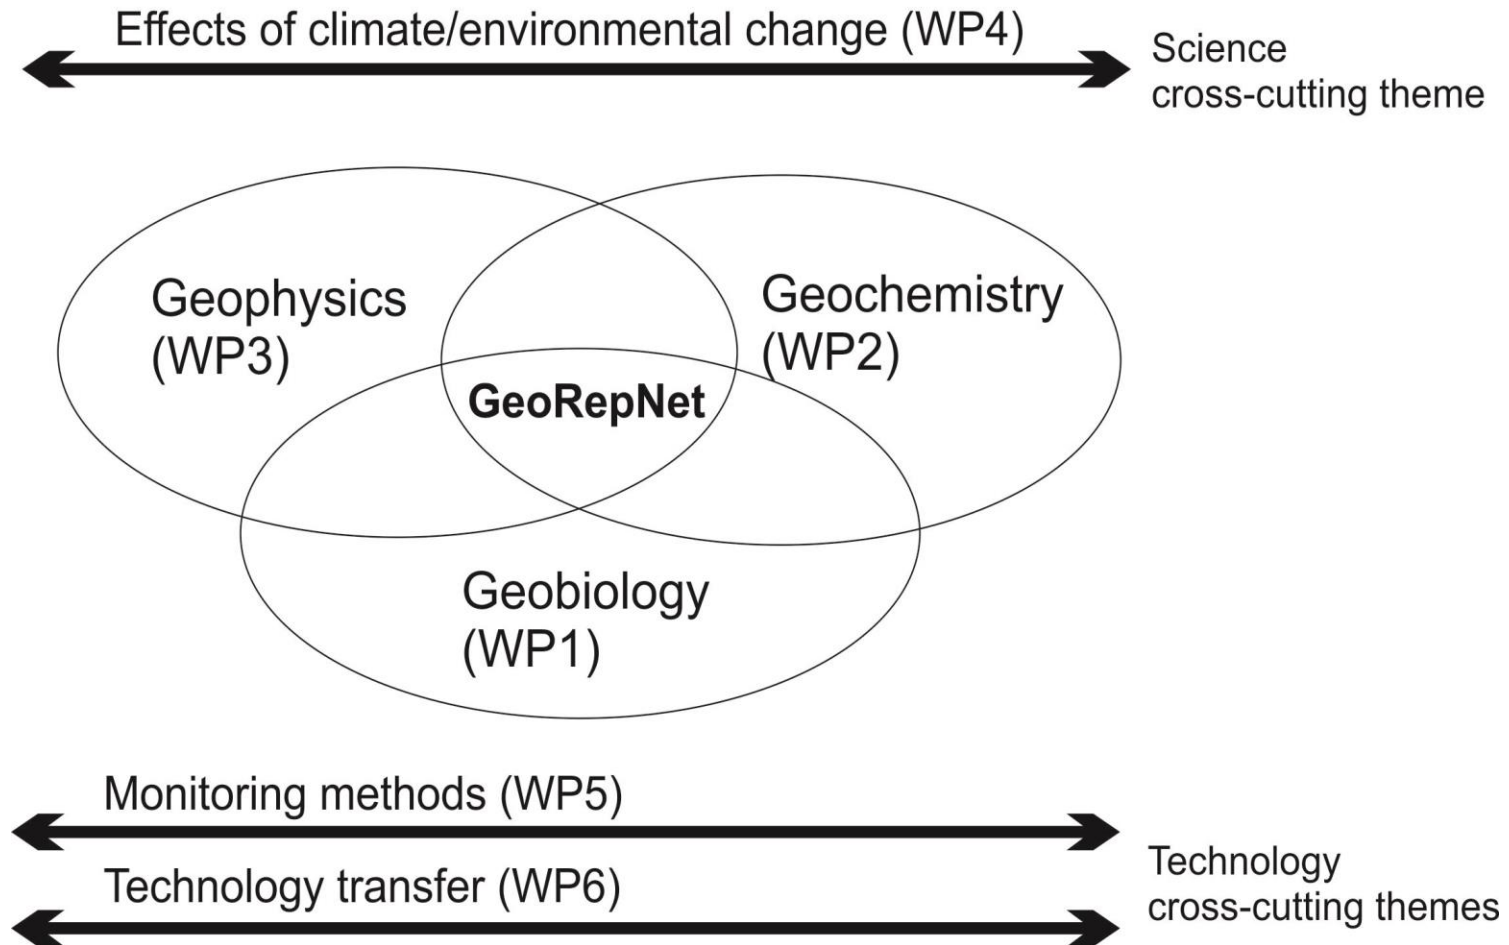 Effects of climate/environmental change (WP4)
Science
cross-cutting theme
Geophysics
(WP3)
Geochemistry
(WP2)
GeoRepNet
Geobiology
(WP1)
Monitoring methods (WP5)
Technology transfer (WP6)
Technology
cross-cutting themes